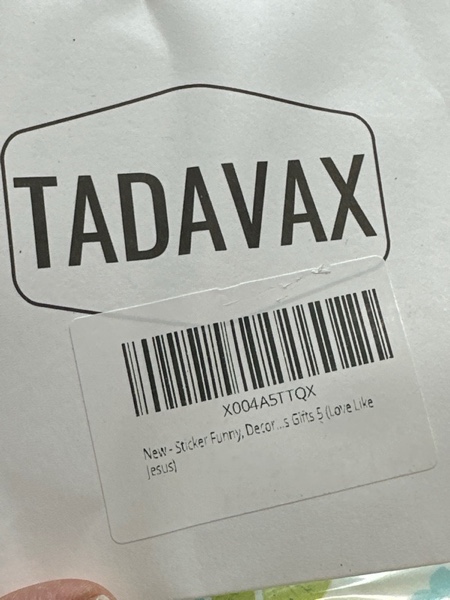 TADAVAX
X004A5TTQX
New - Sticker Funny, Decor...s Gifts 5 (Love Like
Jesus)